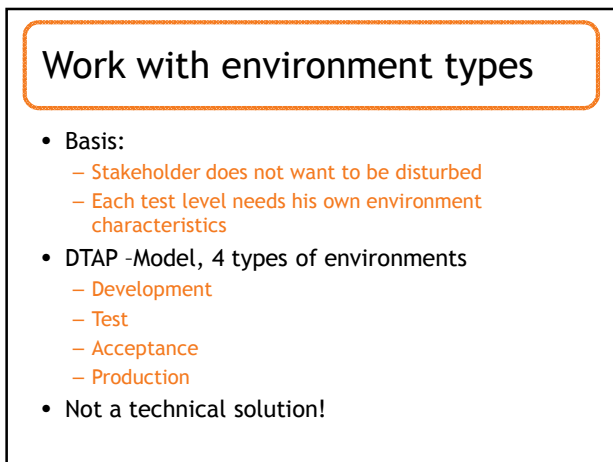 Work with environment types
• Basis:
– Stakeholder does not want to be disturbed
– Each test level needs his own environment
characteristics
• DTAP –Model, 4 types of environments
– Development
– Test
– Acceptance
– Production
• Not a technical solution!